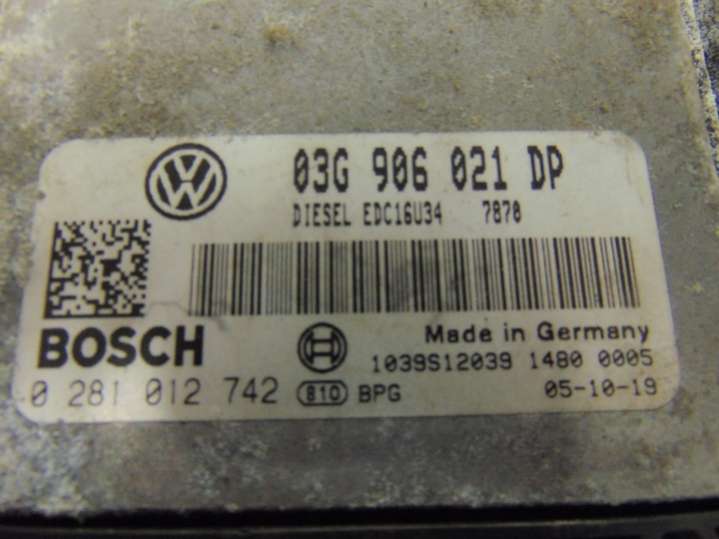 03G 906 021 DP
DIESEL EDC16U34 7870
BOSCH
Made in Germany
1039S12039 1480 0005
0 281 012 742 810 BPG 05-10-19